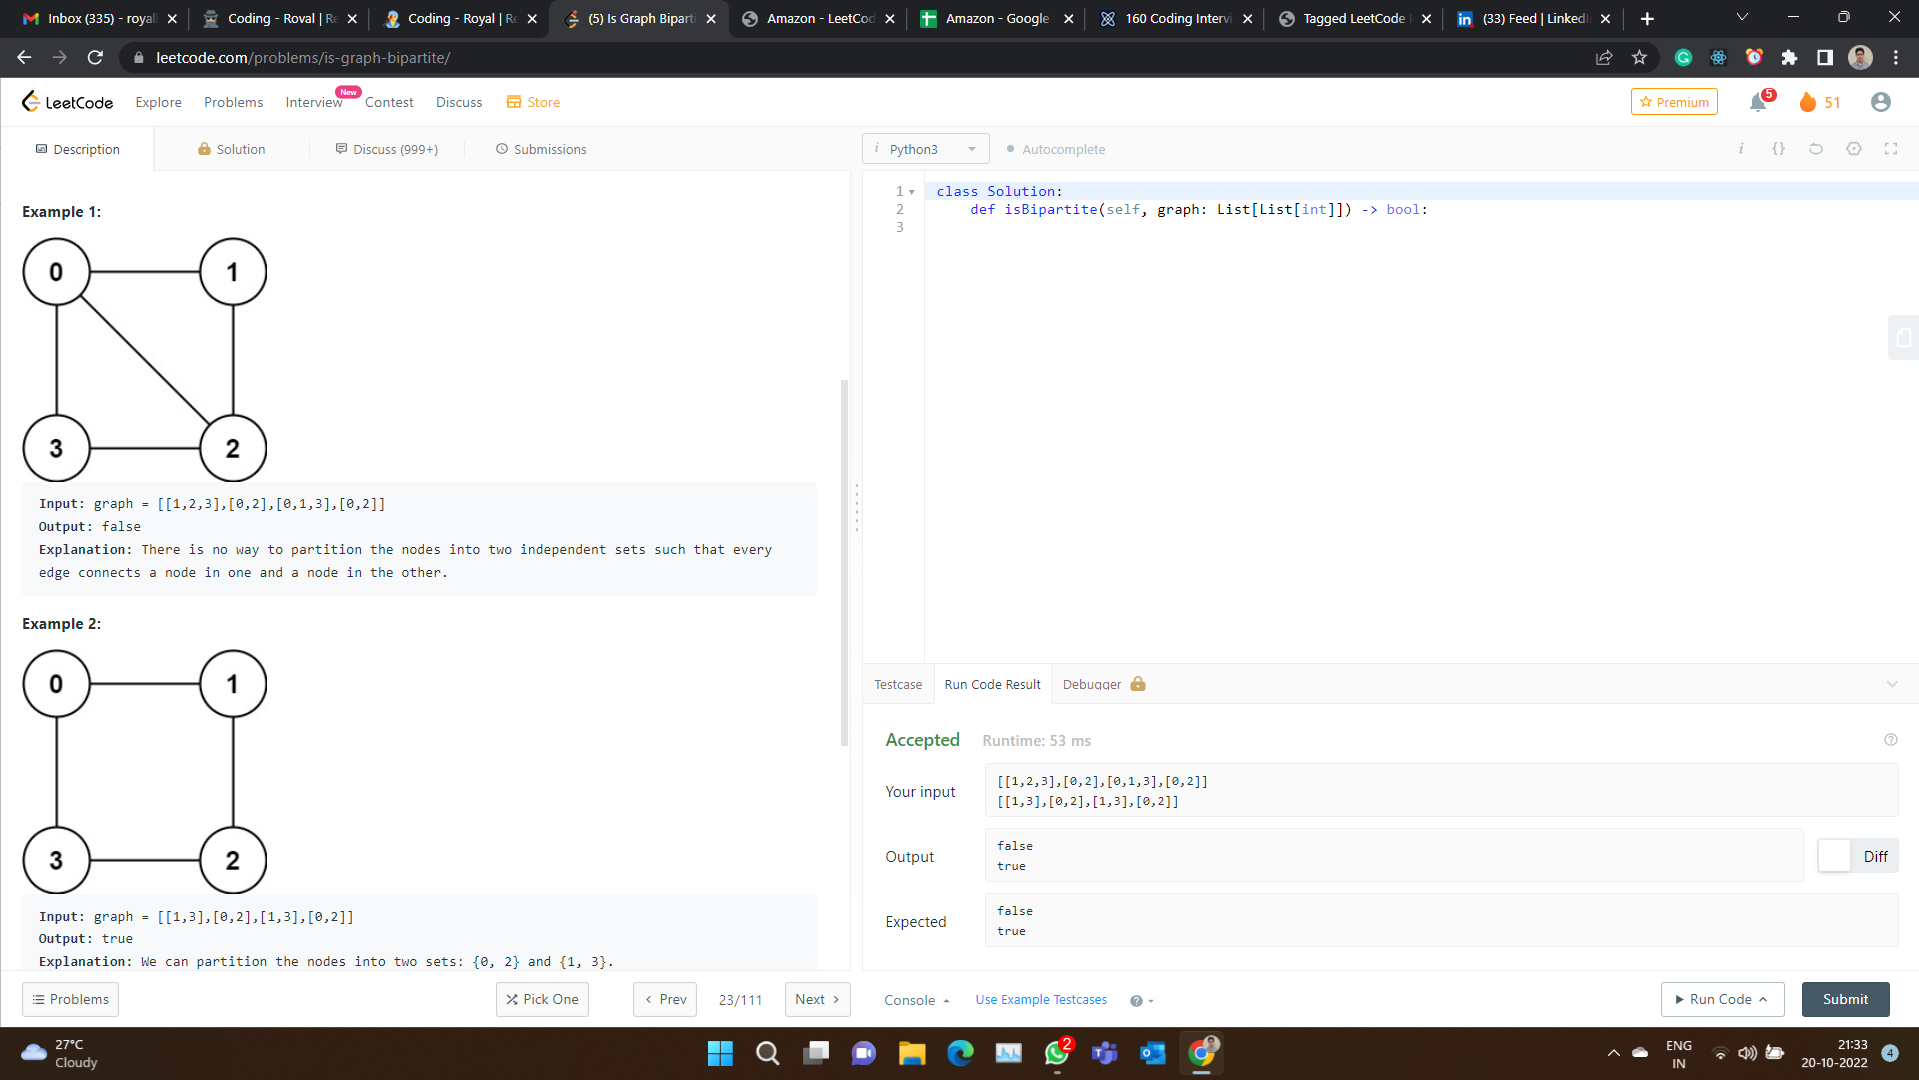 Inbox (335) - royall
Coding - Royal | Re
Coding - Royal | Re
(5) Is Graph Biparti
Amazon - LeetCod
Amazon - Google
160 Coding Intervi
Tagged LeetCode
(33) Feed | LinkedI
leetcode.com/problems/is-graph-bipartite/
LeetCode
Explore
Problems
Interview
New
Contest
Discuss
Store
Premium
5
51
Description
Solution
Discuss (999+)
Submissions
i Python3
Autocomplete
i {}
Example 1:
0 1
3 2
Input: graph = [[1,2,3],[0,2],[0,1,3],[0,2]]
Output: false
Explanation: There is no way to partition the nodes into two independent sets such that every
edge connects a node in one and a node in the other.
Example 2:
0 1
3 2
Input: graph = [[1,3],[0,2],[1,3],[0,2]]
Output: true
Explanation: We can partition the nodes into two sets: {0, 2} and {1, 3}.
1 class Solution:
2 def isBipartite(self, graph: List[List[int]]) -> bool:
3
Testcase
Run Code Result
Debugger
Accepted
Runtime: 53 ms
Your input
[[1,2,3],[0,2],[0,1,3],[0,2]]
[[1,3],[0,2],[1,3],[0,2]]
Output
false
true
Diff
Expected
false
true
Problems
Pick One
Prev
23/111
Next
Console
Use Example Testcases
Run Code
Submit
27°C
Cloudy
2
ENG
IN
21:33
20-10-2022
4